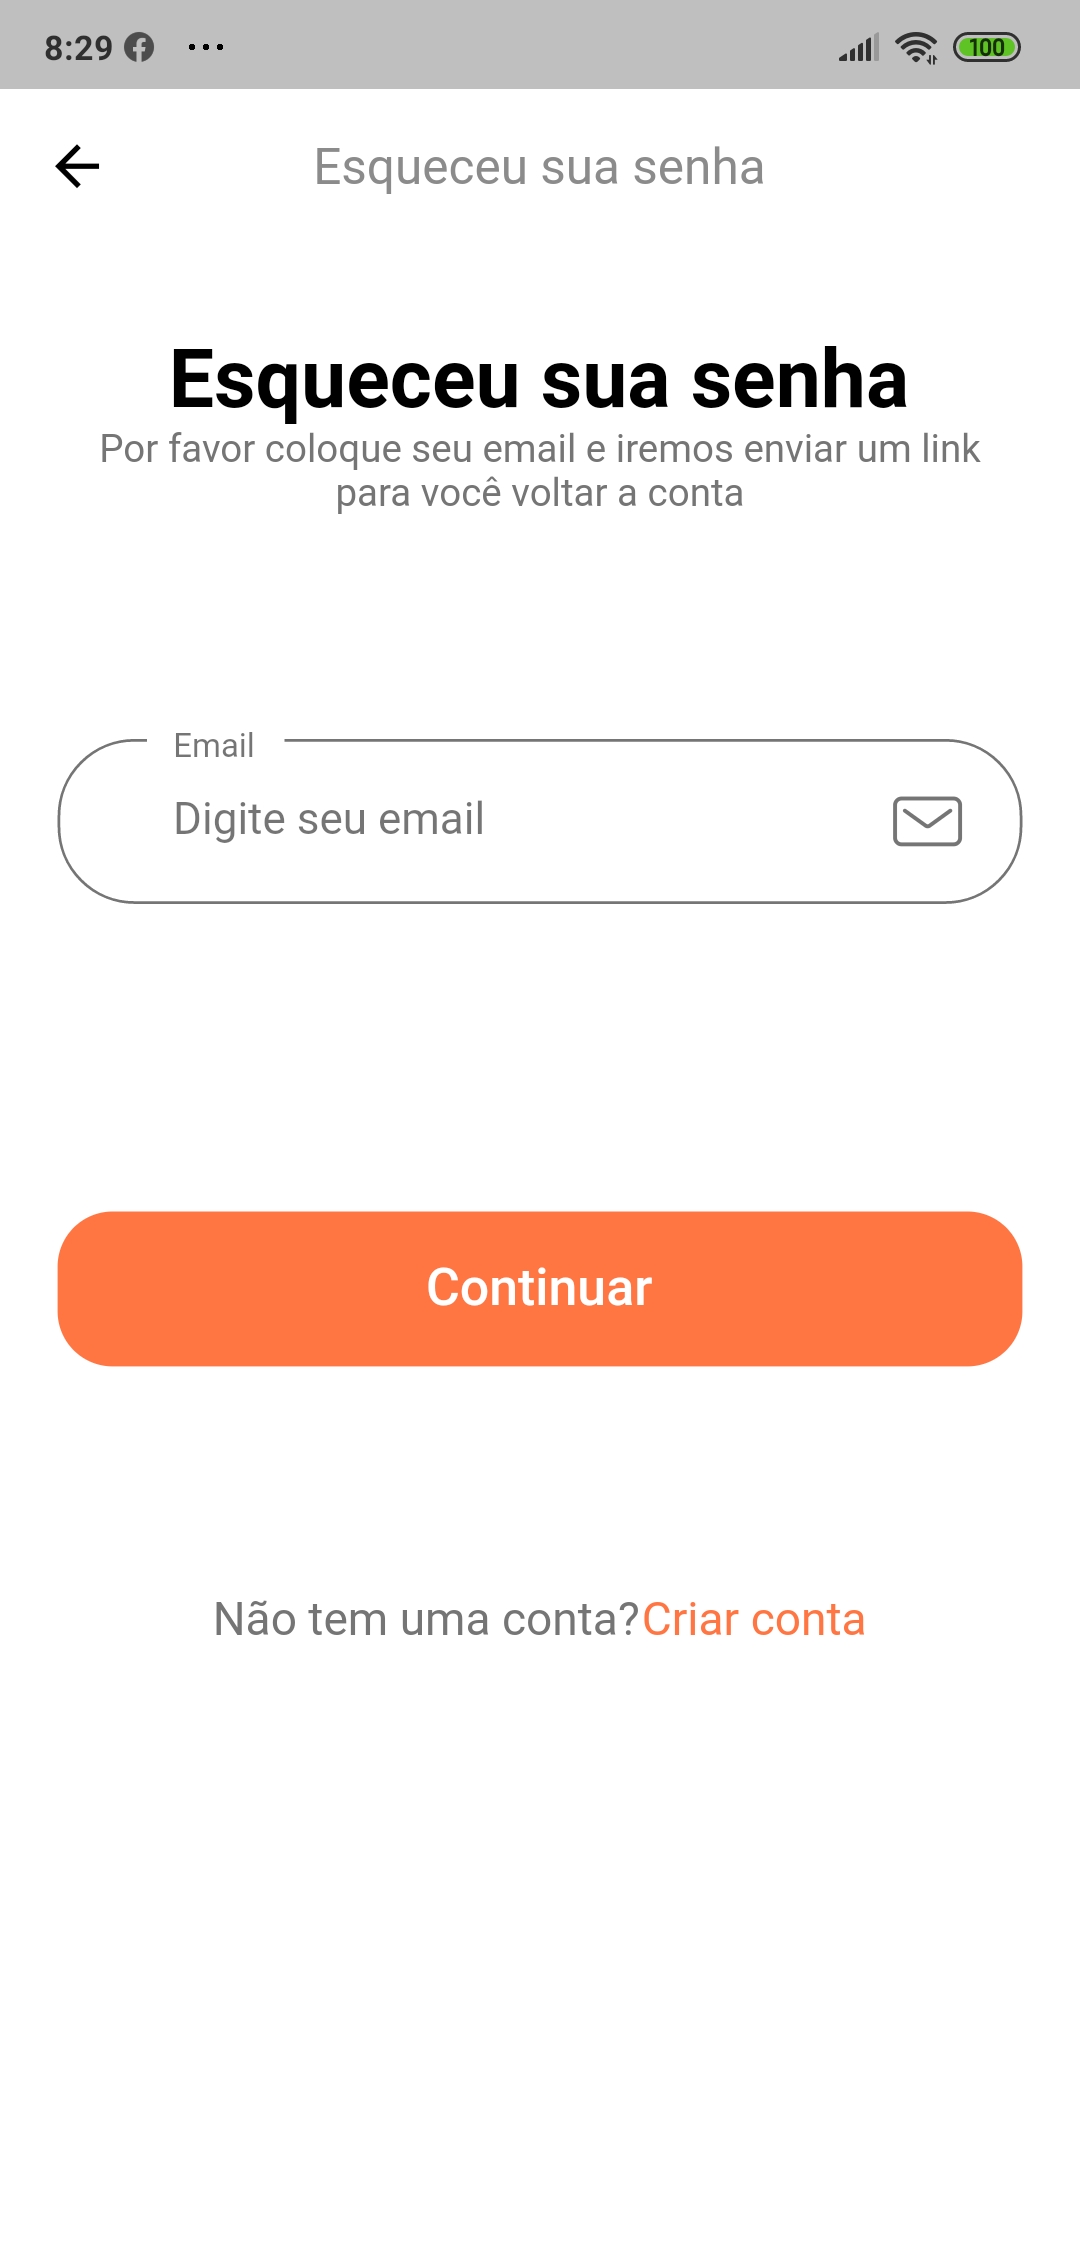 8:29
100
Esqueceu sua senha
Esqueceu sua senha
Por favor coloque seu email e iremos enviar um link
para você voltar a conta
Email
Digite seu email
Continuar
Não tem uma conta?Criar conta